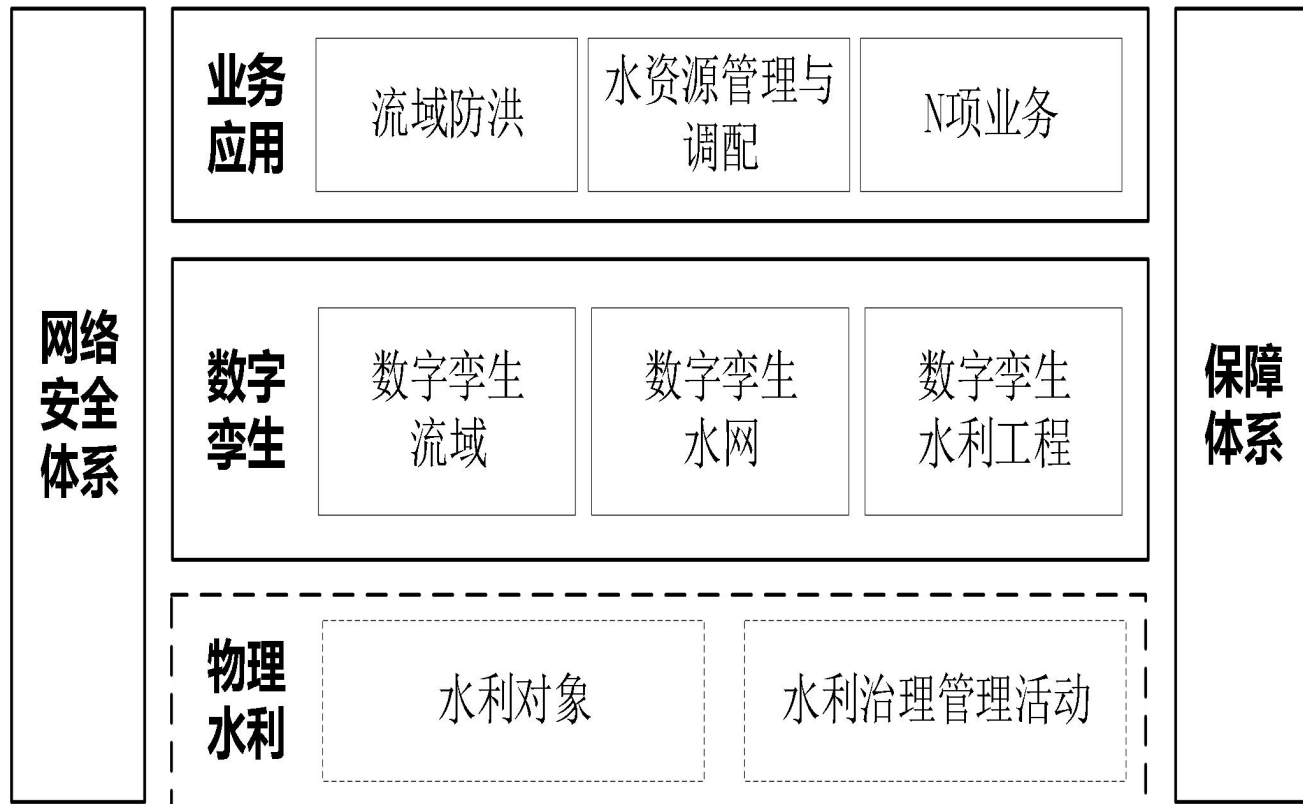 网络
安全
体系
业务
应用
流域防洪
水资源管理与
调配
N项业务
数字
孪生
数字孪生
流域
数字孪生
水网
数字孪生
水利工程
物理
水利
水利对象
水利治理管理活动
保障
体系